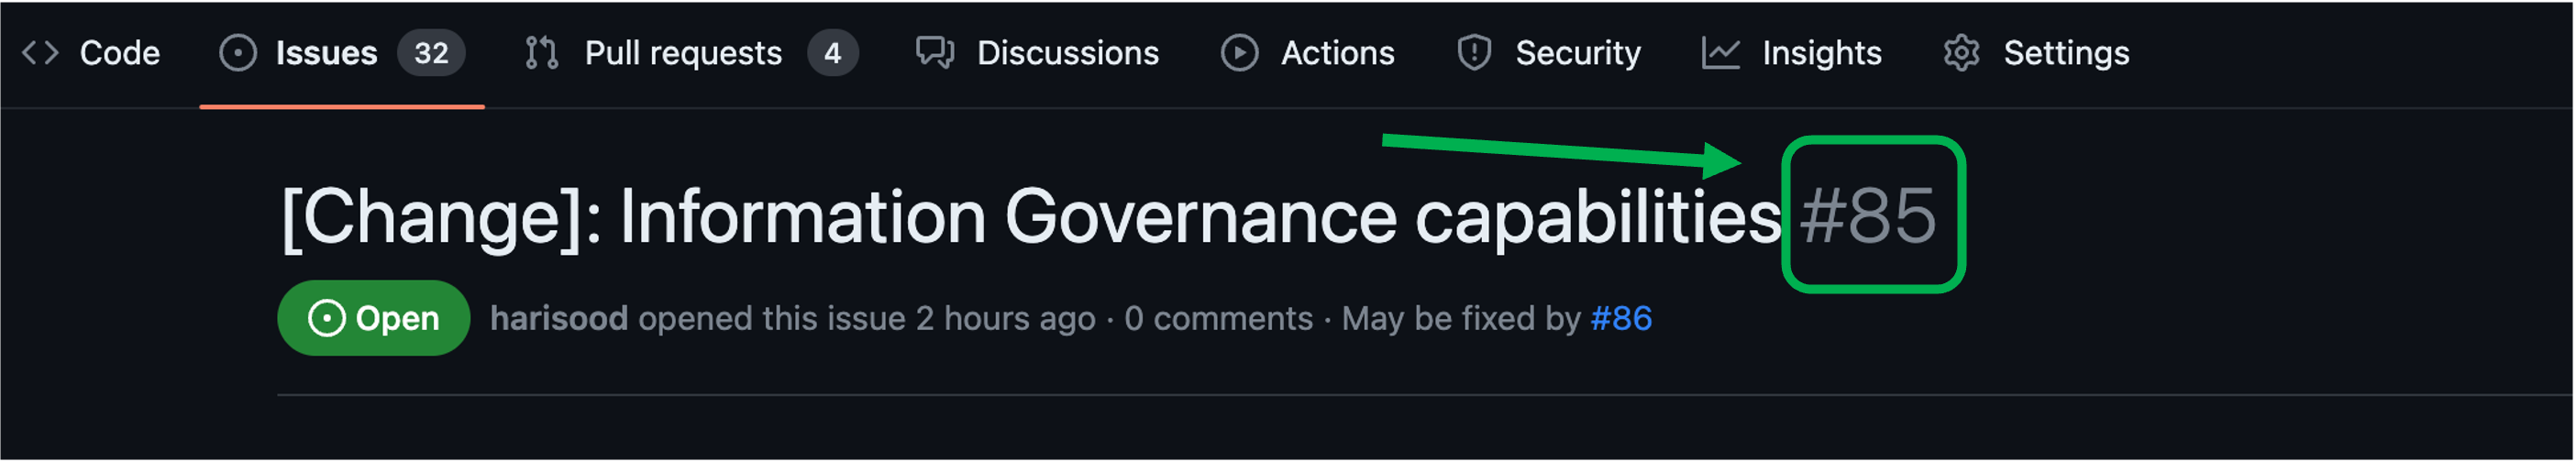 Code Issues 32 Pull requests 4 Discussions Actions Security Insights Settings
[Change]: Information Governance capabilities #85
Open harisood opened this issue 2 hours ago · 0 comments · May be fixed by #86